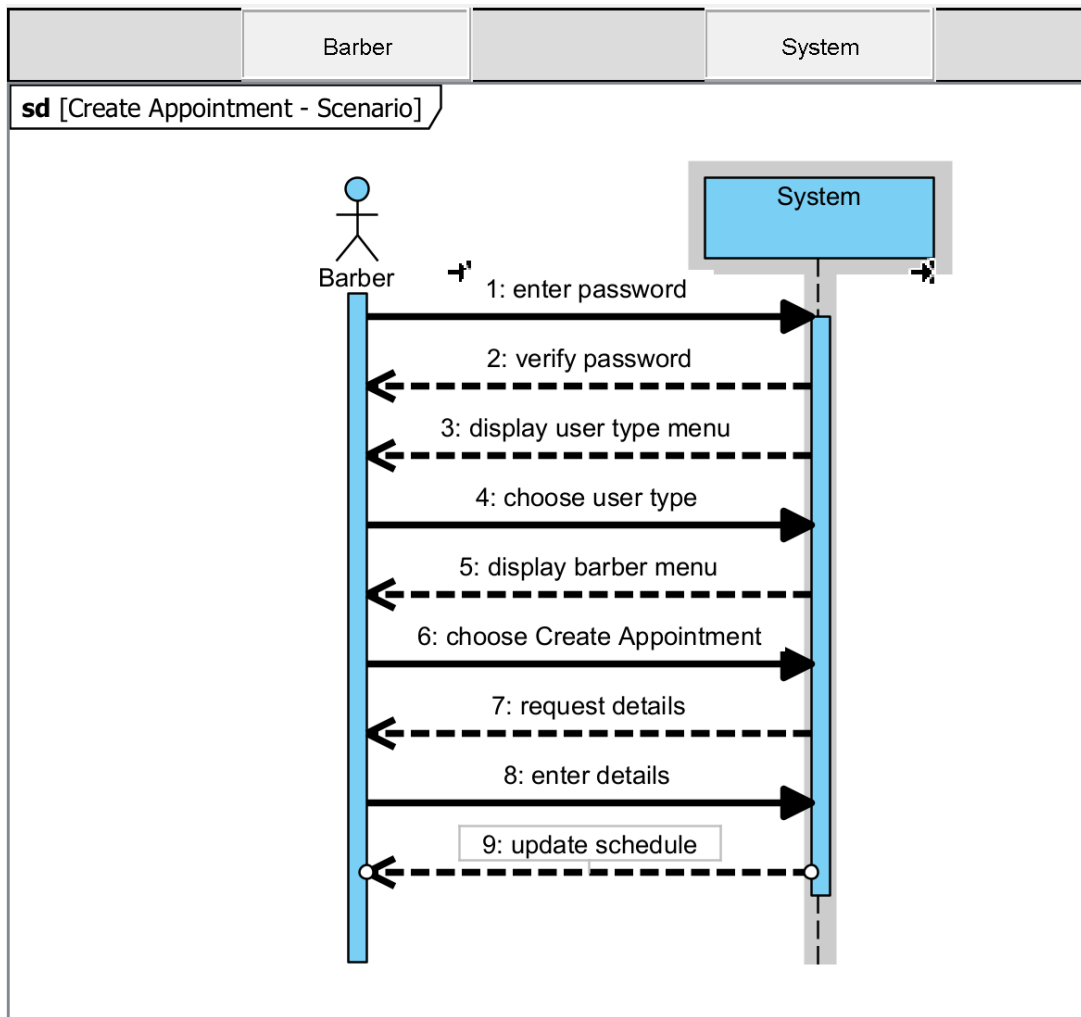 Barber
System
sd [Create Appointment - Scenario]
System
Barber
1: enter password
2: verify password
3: display user type menu
4: choose user type
5: display barber menu
6: choose Create Appointment
7: request details
8: enter details
9: update schedule